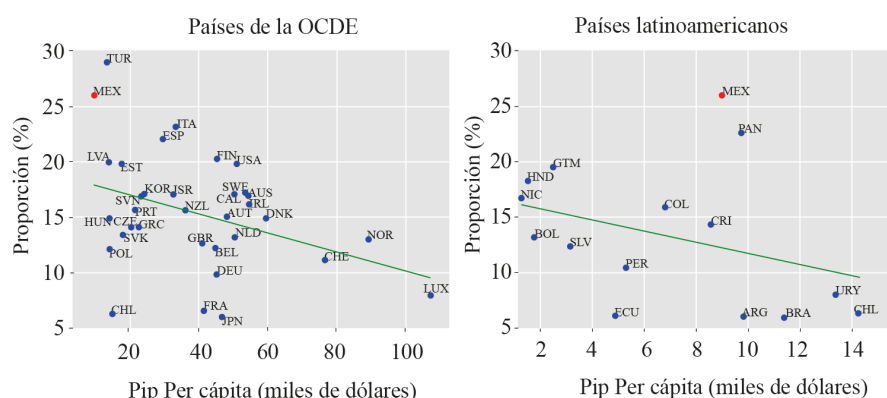 Países de la OCDE
30
25
20
15
10
5
Proporción (%)
TUR
MEX
ITA
ESP
LVA
EST
FIN
USA
KOR
ISR
SWE
AUS
SVN
CAL
IRL
PRT
NZL
AUT
DNK
HUN
CZE
GRC
SVK
NLD
NOR
GBR
POL
BEL
CHE
DEU
LUX
CHL
FRA
JPN
20
40
60
80
100
Pip Per cápita (miles de dólares)
Países latinoamericanos
30
25
20
15
10
5
Proporción (%)
MEX
PAN
GTM
HND
NIC
COL
CRI
BOL
SLV
PER
URY
ECU
ARG
BRA
CHL
2
4
6
8
10
12
14
Pip Per cápita (miles de dólares)